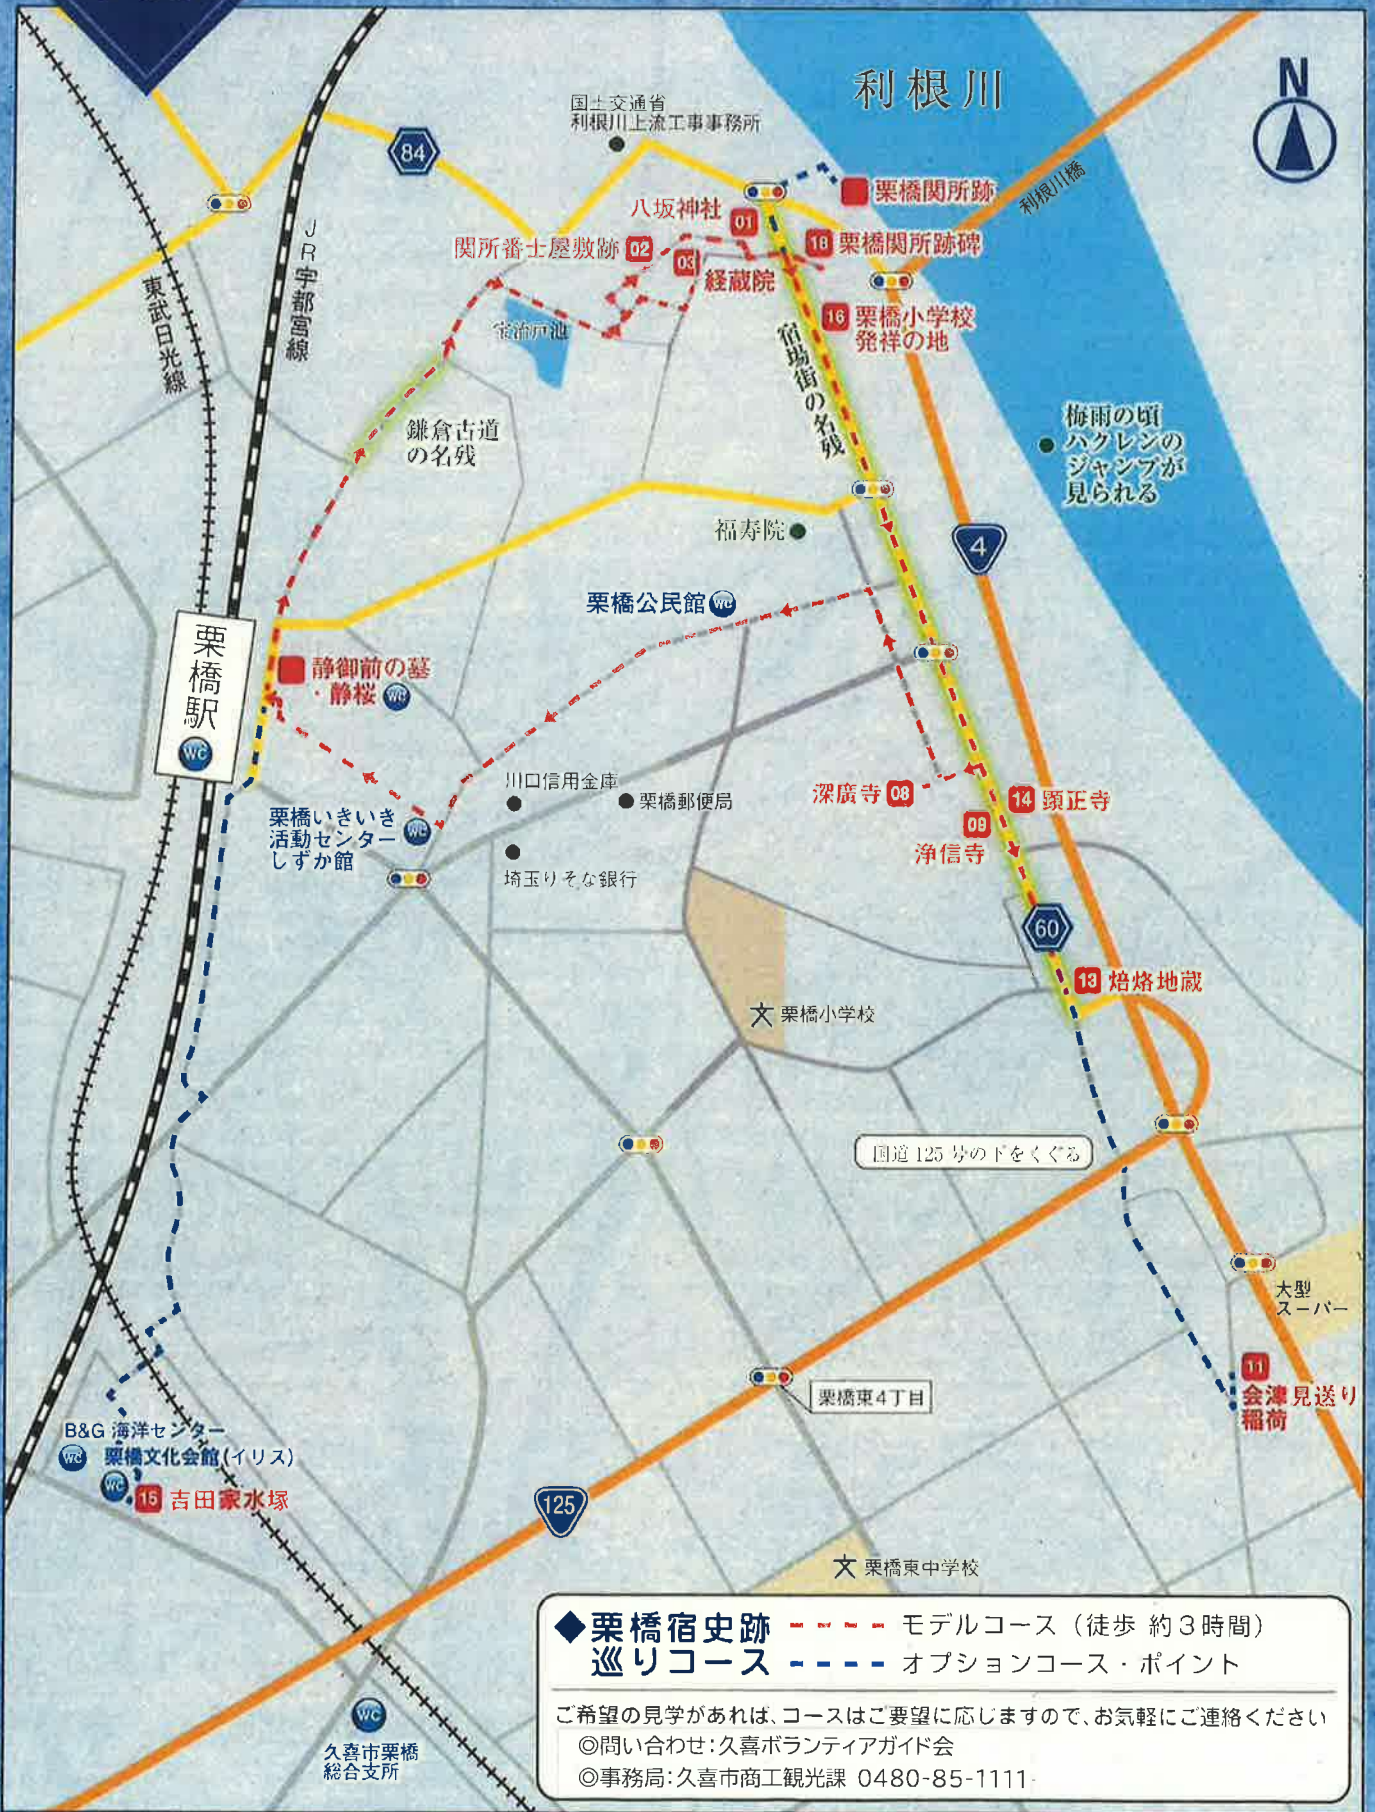 利根川
N
国土交通省
利根川上流工事事務所
84
利根川橋
栗橋関所跡
八坂神社
01
18 栗橋関所跡碑
関所番士屋敷跡 02
03
経蔵院
JR宇都宮線
東武日光線
宝治戸池
16 栗橋小学校
発祥の地
宿場街の名残
鎌倉古道
の名残
梅雨の頃
ハクレンの
ジャンプが
見られる
福寿院
4
栗橋公民館 WC
栗橋駅
WC
静御前の墓
・静桜 WC
川口信用金庫
栗橋郵便局
深廣寺 08
14 顕正寺
09
浄信寺
栗橋いきいき
活動センター
しずか館
WC
埼玉りそな銀行
60
13 焙烙地蔵
文 栗橋小学校
国道125号の下をくぐる
大型
スーパー
11
会津見送り
稲荷
栗橋東4丁目
B&G 海洋センター
WC 栗橋文化会館(イリス)
WC
15 吉田家水塚
125
文 栗橋東中学校
WC
久喜市栗橋
総合支所
◆栗橋宿史跡
巡りコース
モデルコース（徒歩 約３時間）
オプションコース・ポイント
ご希望の見学があれば、コースはご要望に応じますので、お気軽にご連絡ください
◎問い合わせ：久喜ボランティアガイド会
◎事務局：久喜市商工観光課 0480-85-1111